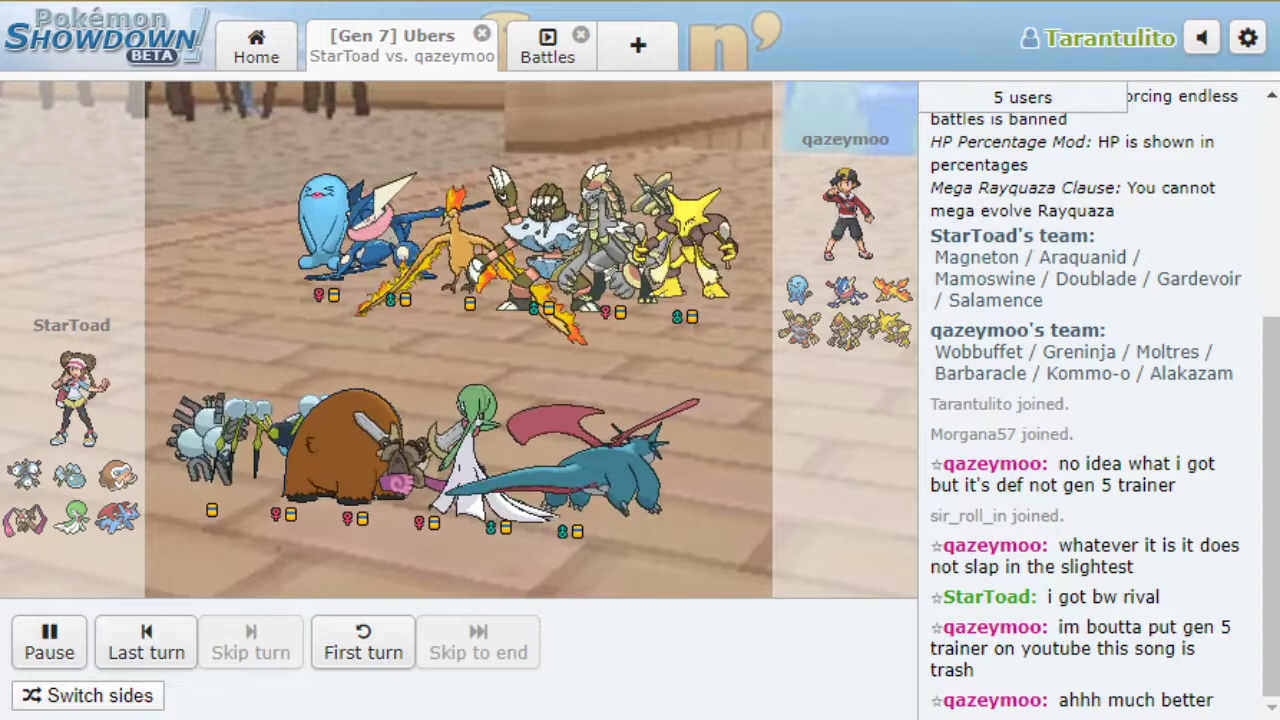 Pokémon
SHOWDOWN
BETA
Home
[Gen 7] Ubers
StarToad vs. qazeymoo
Battles
+
n'
Tarantulito
5 users
orcing endless
battles is banned
HP Percentage Mod: HP is shown in
percentages
Mega Rayquaza Clause: You cannot
mega evolve Rayquaza
StarToad's team:
Magneton / Araquanid /
Mamoswine / Doublade / Gardevoir
/ Salamence
qazeymoo's team:
Wobbuffet / Greninja / Moltres /
Barbaracle / Kommo-o / Alakazam
Tarantulito joined.
Morgana57 joined.
☆qazeymoo: no idea what i got
but it's def not gen 5 trainer
sir_roll_in joined.
☆qazeymoo: whatever it is it does
not slap in the slightest
☆StarToad: i got bw rival
☆qazeymoo: im boutta put gen 5
trainer on youtube this song is
trash
☆qazeymoo: ahhh much better
qazeymoo
StarToad
Pause
Last turn
Skip turn
First turn
Skip to end
Switch sides